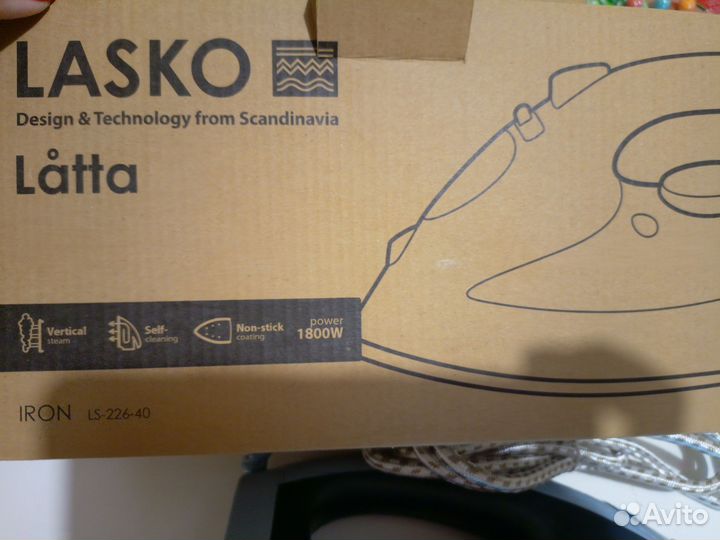 LASKO
Design & Technology from Scandinavia
Låtta
Vertical steam
Self-cleaning
Non-stick coating
power 1800W
IRON LS-226-40
Avito